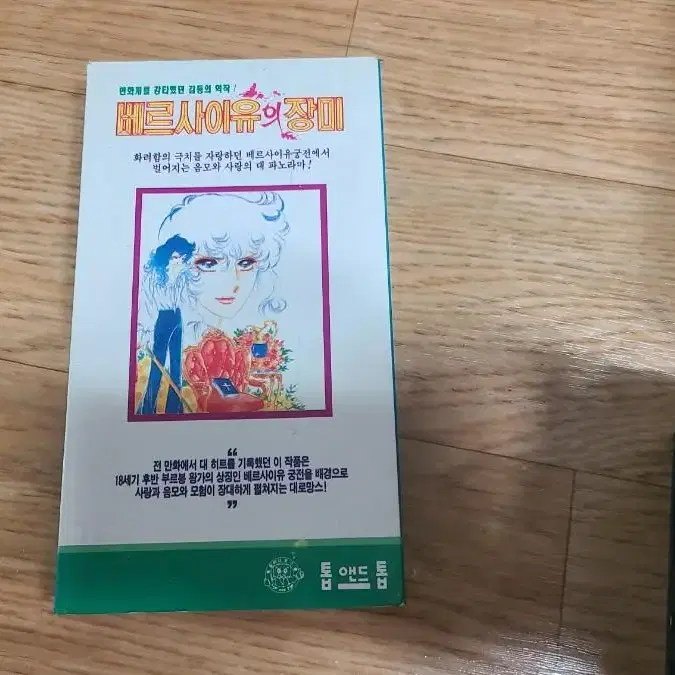 만화계를 강타했던 감동의 역작!
베르사이유의 장미
화려함의 극치를 자랑하던 베르사이유궁전에서
벌어지는 음모와 사랑의 대 파노라마!
“
전 만화에서 대 히트를 기록했던 이 작품은
18세기 후반 부르봉 왕가의 상징인 베르사이유 궁전을 배경으로
사랑과 음모와 모험이 장대하게 펼쳐지는 대로망스!
”
톱앤드톱